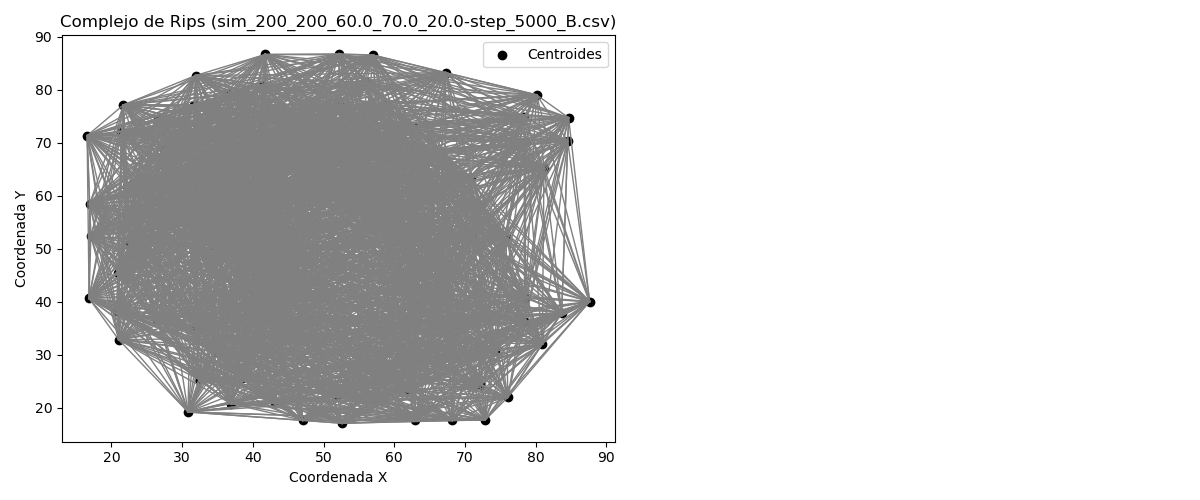 Complejo de Rips (sim_200_200_60.0_70.0_20.0-step_5000_B.csv)
Centroides
90
80
70
60
50
40
30
20
Coordenada Y
20 30 40 50 60 70 80 90
Coordenada X